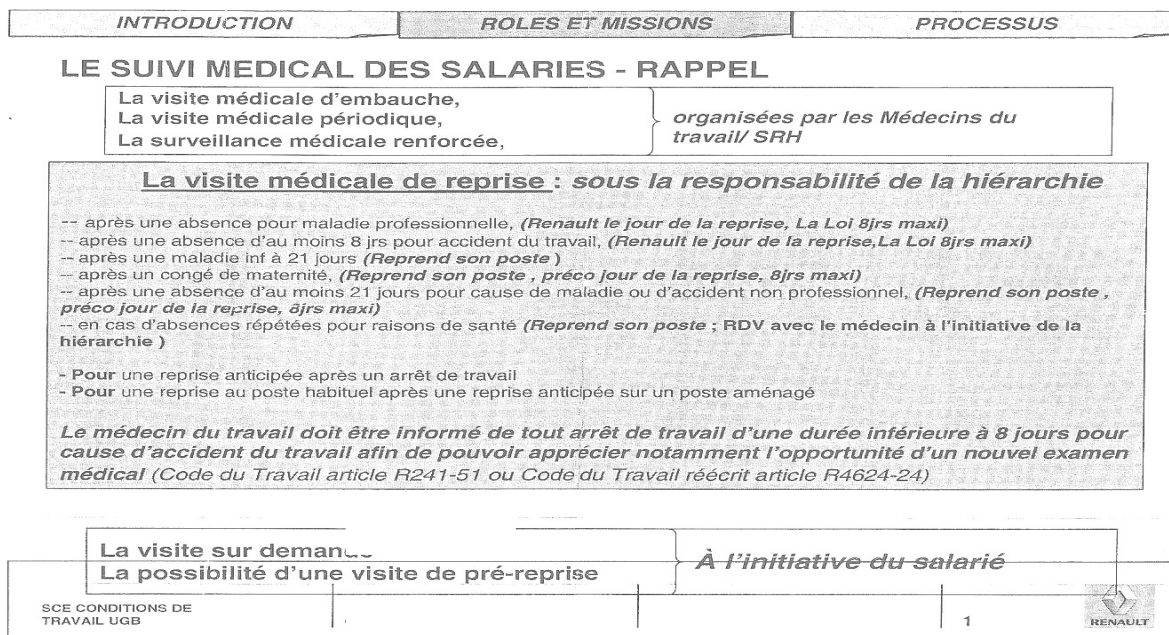 INTRODUCTION
ROLES ET MISSIONS
PROCESSUS
LE SUIVI MEDICAL DES SALARIES - RAPPEL
La visite médicale d'embauche,
La visite médicale périodique,
La surveillance médicale renforcée,
organisées par les Médecins du
travail/ SRH
La visite médicale de reprise : sous la responsabilité de la hiérarchie
-- après une absence pour maladie professionnelle, (Renault le jour de la reprise, La Loi 8jrs maxi)
-- après une absence d'au moins 8 jrs pour accident du travail, (Renault le jour de la reprise,La Loi 8jrs maxi)
-- après une maladie inf à 21 jours (Reprend son poste )
-- après un congé de maternité, (Reprend son poste , préco jour de la reprise, 8jrs maxi)
-- après une absence d'au moins 21 jours pour cause de maladie ou d'accident non professionnel, (Reprend son poste ,
préco jour de la reprise, 8jrs maxi)
-- en cas d'absences répétées pour raisons de santé (Reprend son poste ; RDV avec le médecin à l'initiative de la
hiérarchie )
- Pour une reprise anticipée après un arrêt de travail
- Pour une reprise au poste habituel après une reprise anticipée sur un poste aménagé
Le médecin du travail doit être informé de tout arrêt de travail d'une durée inférieure à 8 jours pour
cause d'accident du travail afin de pouvoir apprécier notamment l'opportunité d'un nouvel examen
médical (Code du Travail article R241-51 ou Code du Travail réécrit article R4624-24)
La visite sur
La possibilité d'une visite de pré-reprise
À l'initiative du salarié
SCE CONDITIONS DE
TRAVAIL UGB
1
RENAULT